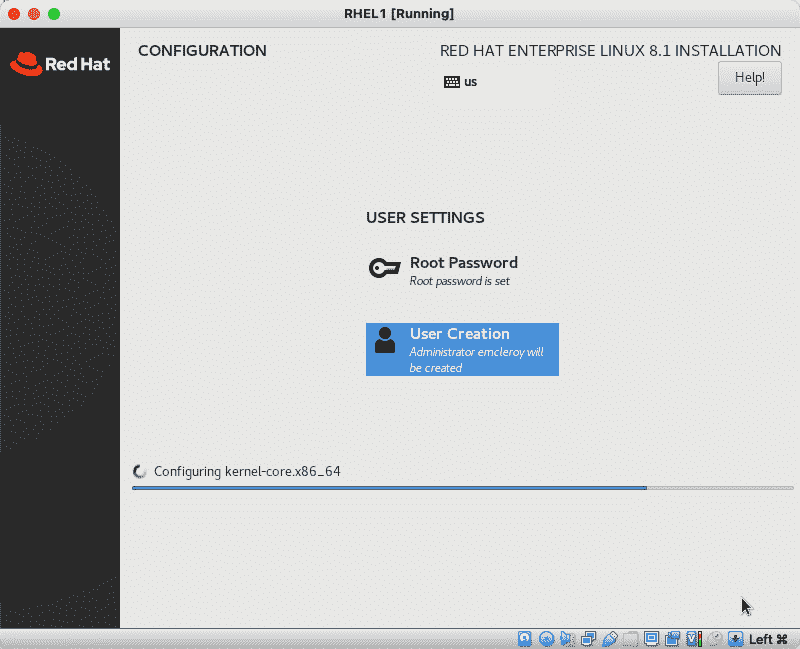 RHEL1 [Running]
Red Hat
CONFIGURATION
RED HAT ENTERPRISE LINUX 8.1 INSTALLATION
us
Help!
USER SETTINGS
Root Password
Root password is set
User Creation
Administrator emcleroy will
be created
Configuring kernel-core.x86_64
Left ⌘